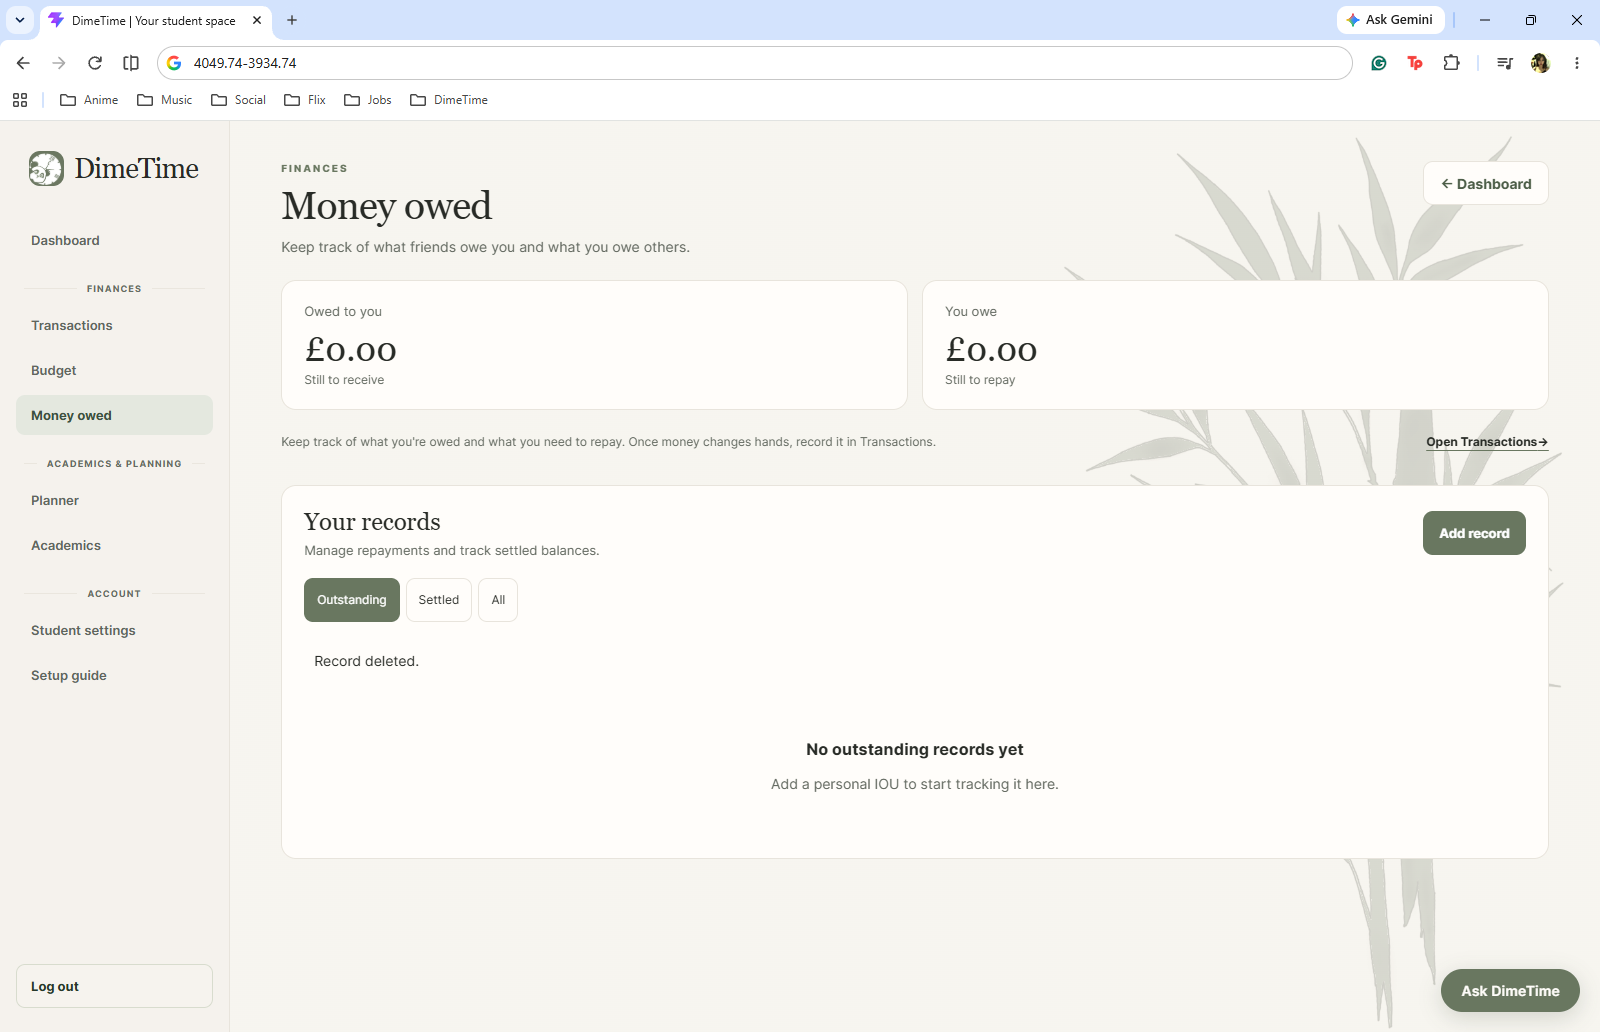 DimeTime | Your student space
Ask Gemini
4049.74-3934.74
Anime
Music
Social
Flix
Jobs
DimeTime
DimeTime
Dashboard
FINANCES
Transactions
Budget
Money owed
ACADEMICS & PLANNING
Planner
Academics
ACCOUNT
Student settings
Setup guide
Log out
FINANCES
Money owed
Keep track of what friends owe you and what you owe others.
← Dashboard
Owed to you
£0.00
Still to receive
You owe
£0.00
Still to repay
Keep track of what you're owed and what you need to repay. Once money changes hands, record it in Transactions.
Open Transactions→
Your records
Manage repayments and track settled balances.
Add record
Outstanding
Settled
All
Record deleted.
No outstanding records yet
Add a personal IOU to start tracking it here.
Ask DimeTime